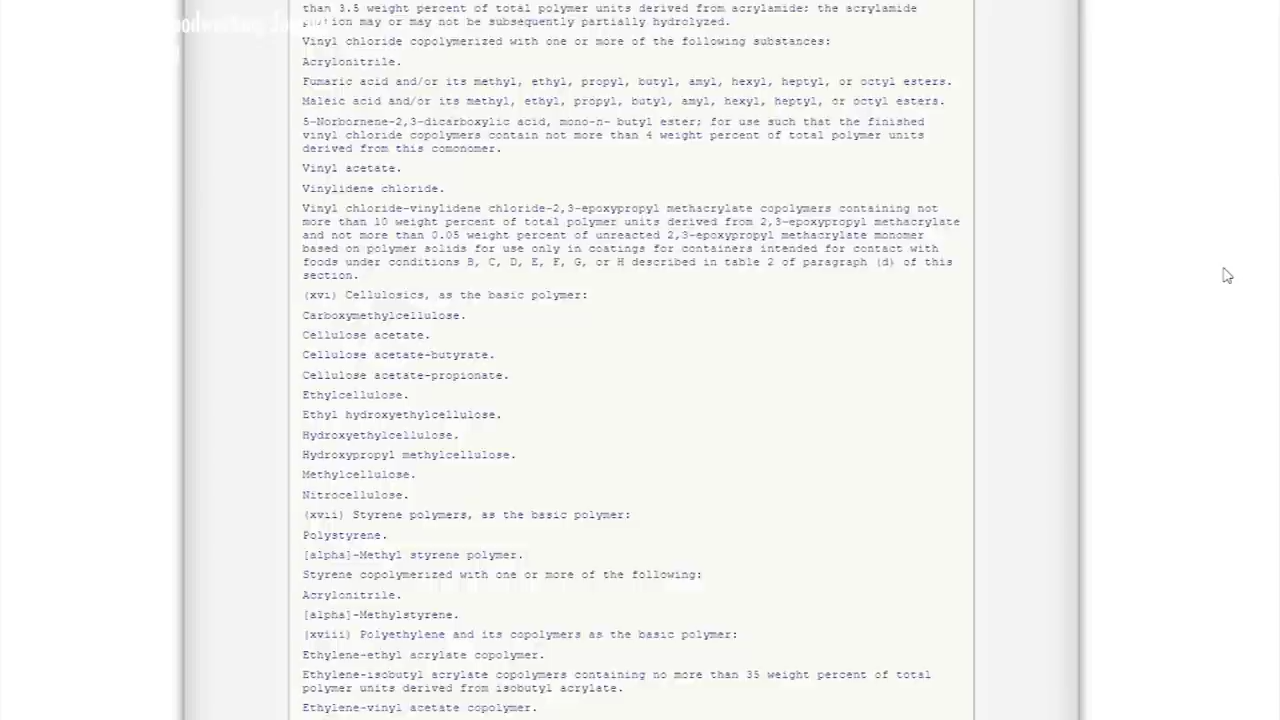 than 3.5 weight percent of total polymer units derived from acrylamide; the acrylamide
portion may or may not be subsequently partially hydrolyzed.
Vinyl chloride copolymerized with one or more of the following substances:
Acrylonitrile.
Fumaric acid and/or its methyl, ethyl, propyl, butyl, amyl, hexyl, heptyl, or octyl esters.
Maleic acid and/or its methyl, ethyl, propyl, butyl, amyl, hexyl, heptyl, or octyl esters.
5-Norbornene-2,3-dicarboxylic acid, mono-n- butyl ester; for use such that the finished
vinyl chloride copolymers contain not more than 4 weight percent of total polymer units
derived from this comonomer.
Vinyl acetate.
Vinylidene chloride.
Vinyl chloride-vinylidene chloride-2,3-epoxypropyl methacrylate copolymers containing not
more than 10 weight percent of total polymer units derived from 2,3-epoxypropyl methacrylate
and not more than 0.05 weight percent of unreacted 2,3-epoxypropyl methacrylate monomer
based on polymer solids for use only in coatings for containers intended for contact with
foods under conditions B, C, D, E, F, G, or H described in table 2 of paragraph (d) of this
section.
(xvi) Cellulosics, as the basic polymer:
Carboxymethylcellulose.
Cellulose acetate.
Cellulose acetate-butyrate.
Cellulose acetate-propionate.
Ethylcellulose.
Ethyl hydroxyethylcellulose.
Hydroxyethylcellulose.
Hydroxypropyl methylcellulose.
Methylcellulose.
Nitrocellulose.
(xvii) Styrene polymers, as the basic polymer:
Polystyrene.
[alpha]-Methyl styrene polymer.
Styrene copolymerized with one or more of the following:
Acrylonitrile.
[alpha]-Methylstyrene.
(xviii) Polyethylene and its copolymers as the basic polymer:
Ethylene-ethyl acrylate copolymer.
Ethylene-isobutyl acrylate copolymers containing no more than 35 weight percent of total
polymer units derived from isobutyl acrylate.
Ethylene-vinyl acetate copolymer.